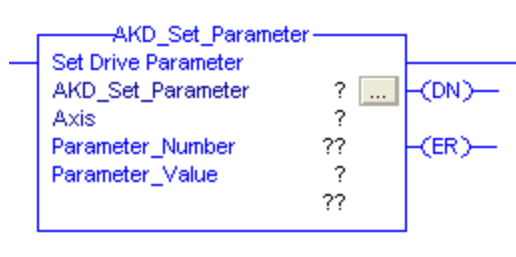 AKD_Set_Parameter
Set Drive Parameter
AKD_Set_Parameter ? ... (DN)
Axis ?
Parameter_Number ?? (ER)
Parameter_Value ?
??